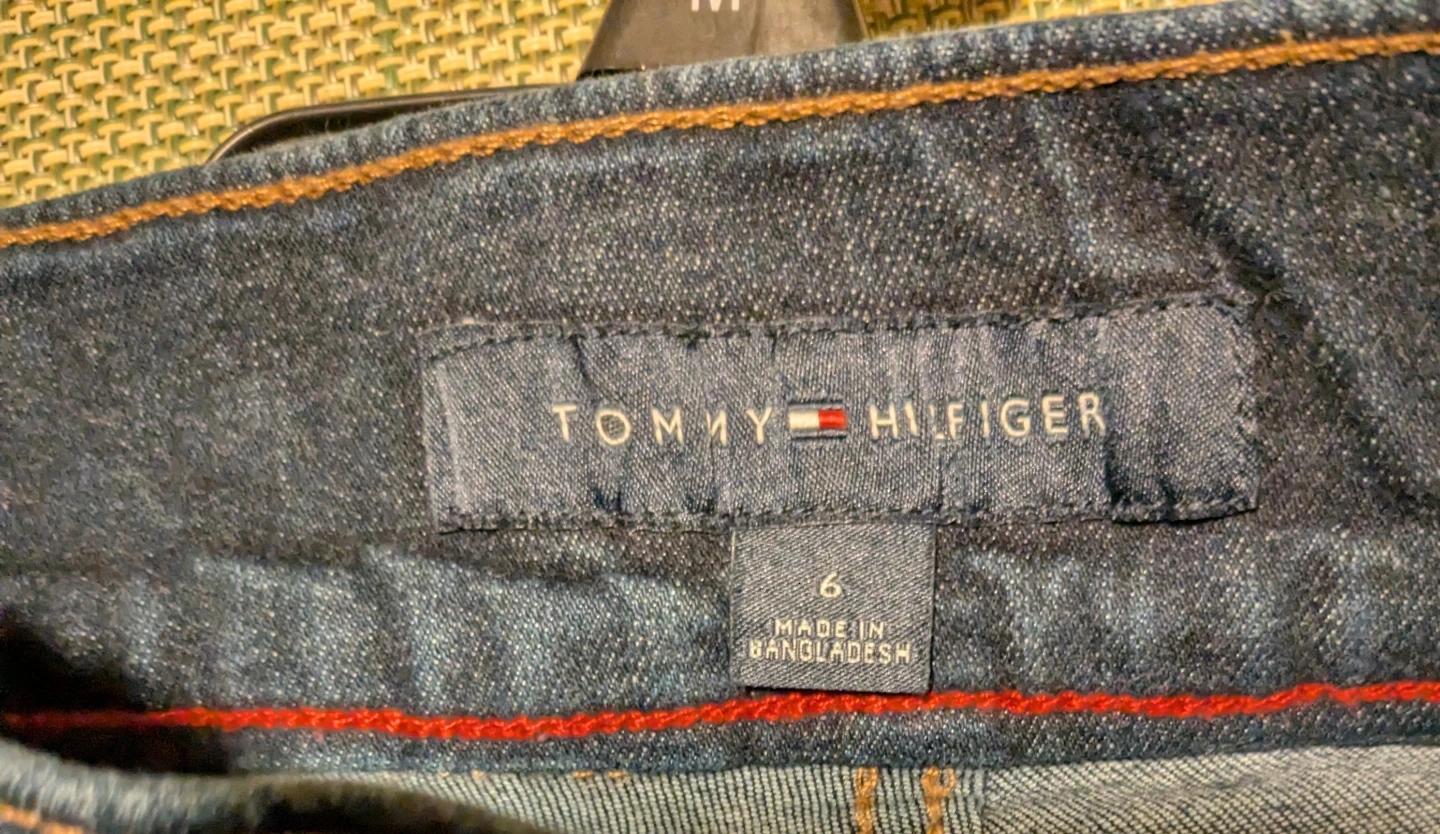 M
TOMMY HILFIGER
6
MADE IN
BANGLADESH